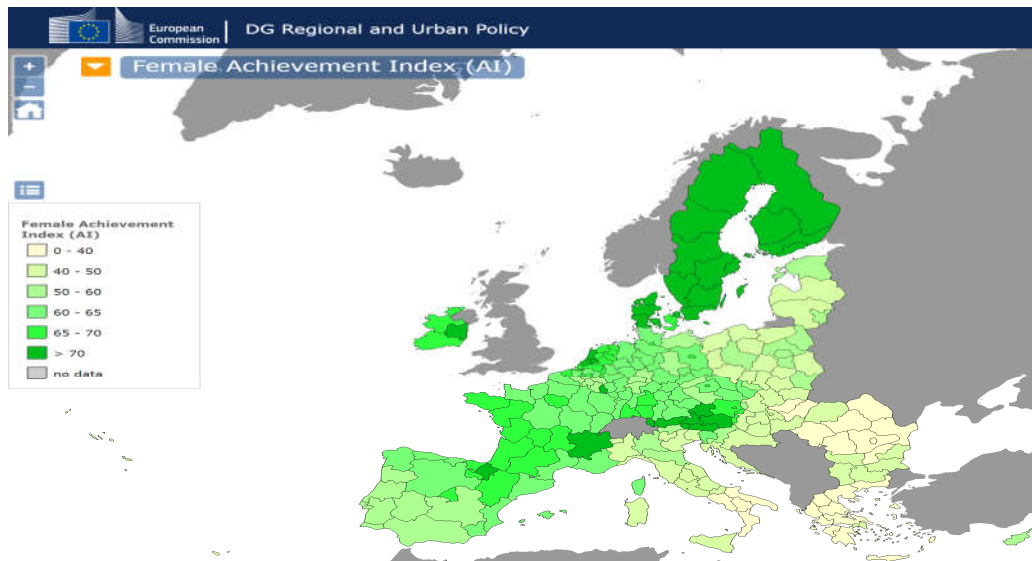 European
Commission
DG Regional and Urban Policy
+
Female Achievement Index (AI)
−
Female Achievement
Index (AI)
0 - 40
40 - 50
50 - 60
60 - 65
65 - 70
> 70
no data